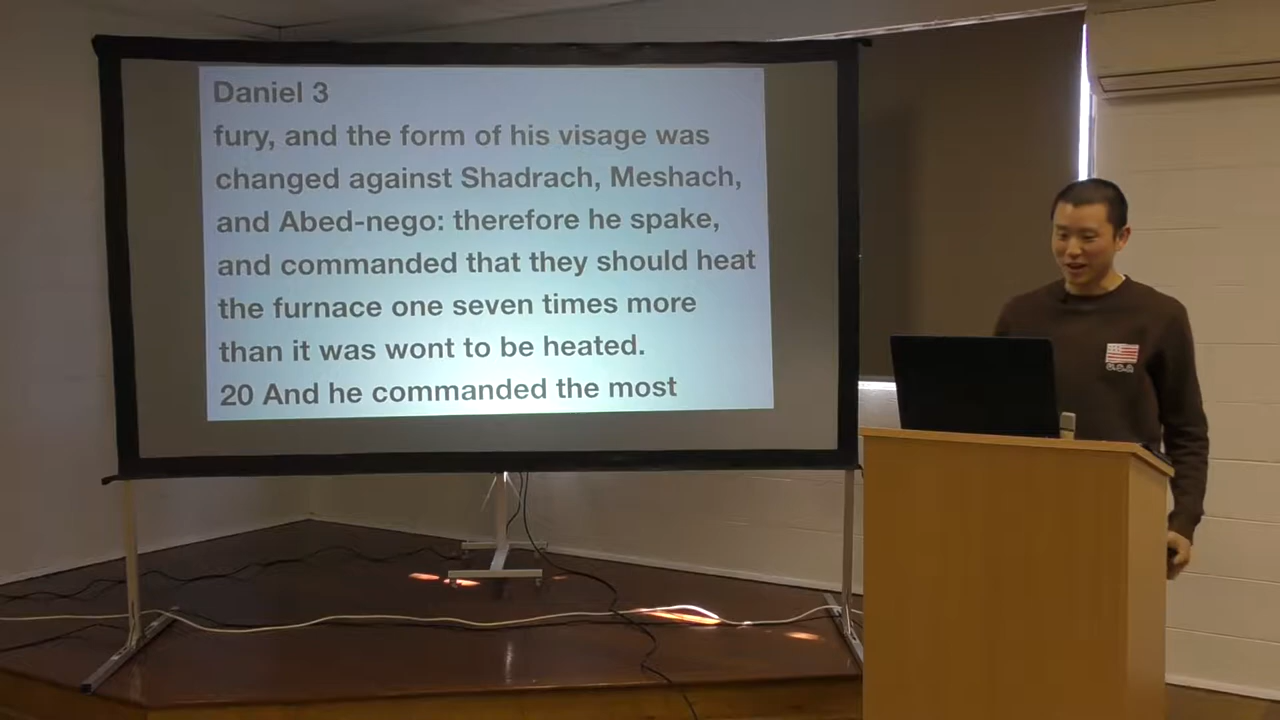 Daniel 3
fury, and the form of his visage was
changed against Shadrach, Meshach,
and Abed-nego: therefore he spake,
and commanded that they should heat
the furnace one seven times more
than it was wont to be heated.
20 And he commanded the most